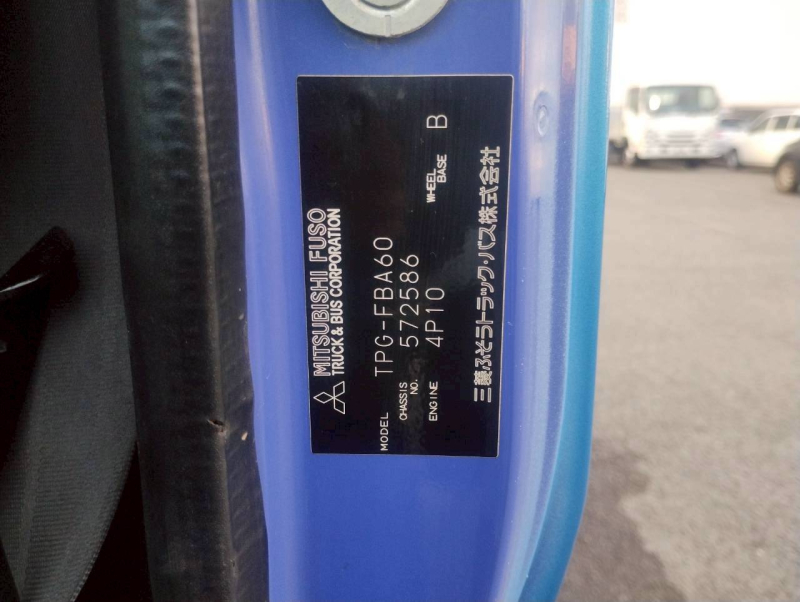 MITSUBISHI FUSO
TRUCK & BUS CORPORATION
MODEL TPG-FBA60
CHASSIS NO. 572586
ENGINE 4P10 WHEEL BASE B
三菱ふそうトラック・バス株式会社